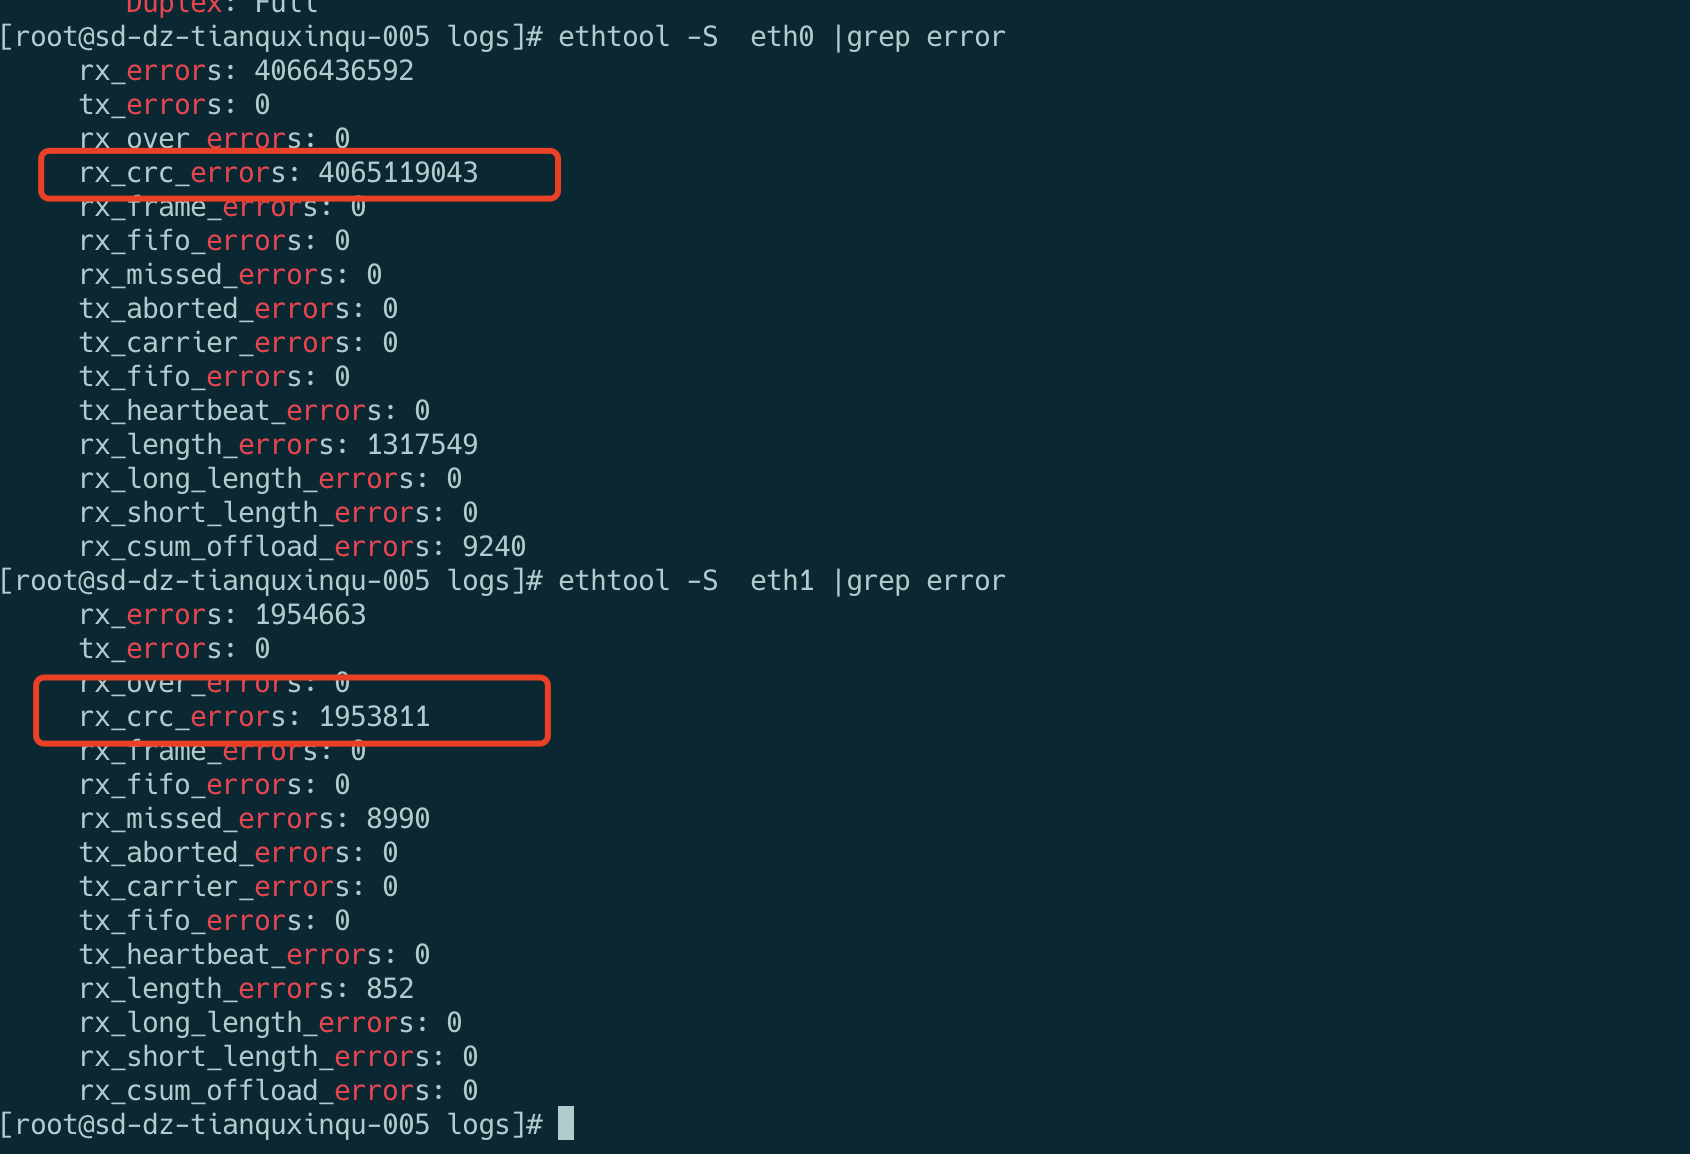 Duplex: Full
[root@sd-dz-tianquxinqu-005 logs]# ethtool -S  eth0 |grep error
     rx_errors: 4066436592
     tx_errors: 0
     rx_over_errors: 0
     rx_crc_errors: 4065119043
     rx_frame_errors: 0
     rx_fifo_errors: 0
     rx_missed_errors: 0
     tx_aborted_errors: 0
     tx_carrier_errors: 0
     tx_fifo_errors: 0
     tx_heartbeat_errors: 0
     rx_length_errors: 1317549
     rx_long_length_errors: 0
     rx_short_length_errors: 0
     rx_csum_offload_errors: 9240
[root@sd-dz-tianquxinqu-005 logs]# ethtool -S  eth1 |grep error
     rx_errors: 1954663
     tx_errors: 0
     rx_over_errors: 0
     rx_crc_errors: 1953811
     rx_frame_errors: 0
     rx_fifo_errors: 0
     rx_missed_errors: 8990
     tx_aborted_errors: 0
     tx_carrier_errors: 0
     tx_fifo_errors: 0
     tx_heartbeat_errors: 0
     rx_length_errors: 852
     rx_long_length_errors: 0
     rx_short_length_errors: 0
     rx_csum_offload_errors: 0
[root@sd-dz-tianquxinqu-005 logs]#